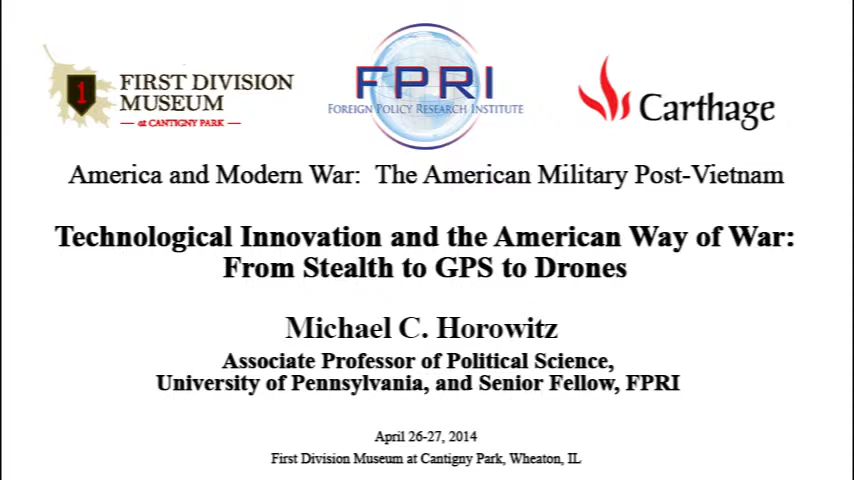 1
FIRST DIVISION
MUSEUM
at CANTIGNY PARK
FPRI
FOREIGN POLICY RESEARCH INSTITUTE
Carthage
America and Modern War: The American Military Post-Vietnam
Technological Innovation and the American Way of War:
From Stealth to GPS to Drones
Michael C. Horowitz
Associate Professor of Political Science,
University of Pennsylvania, and Senior Fellow, FPRI
April 26-27, 2014
First Division Museum at Cantigny Park, Wheaton, IL